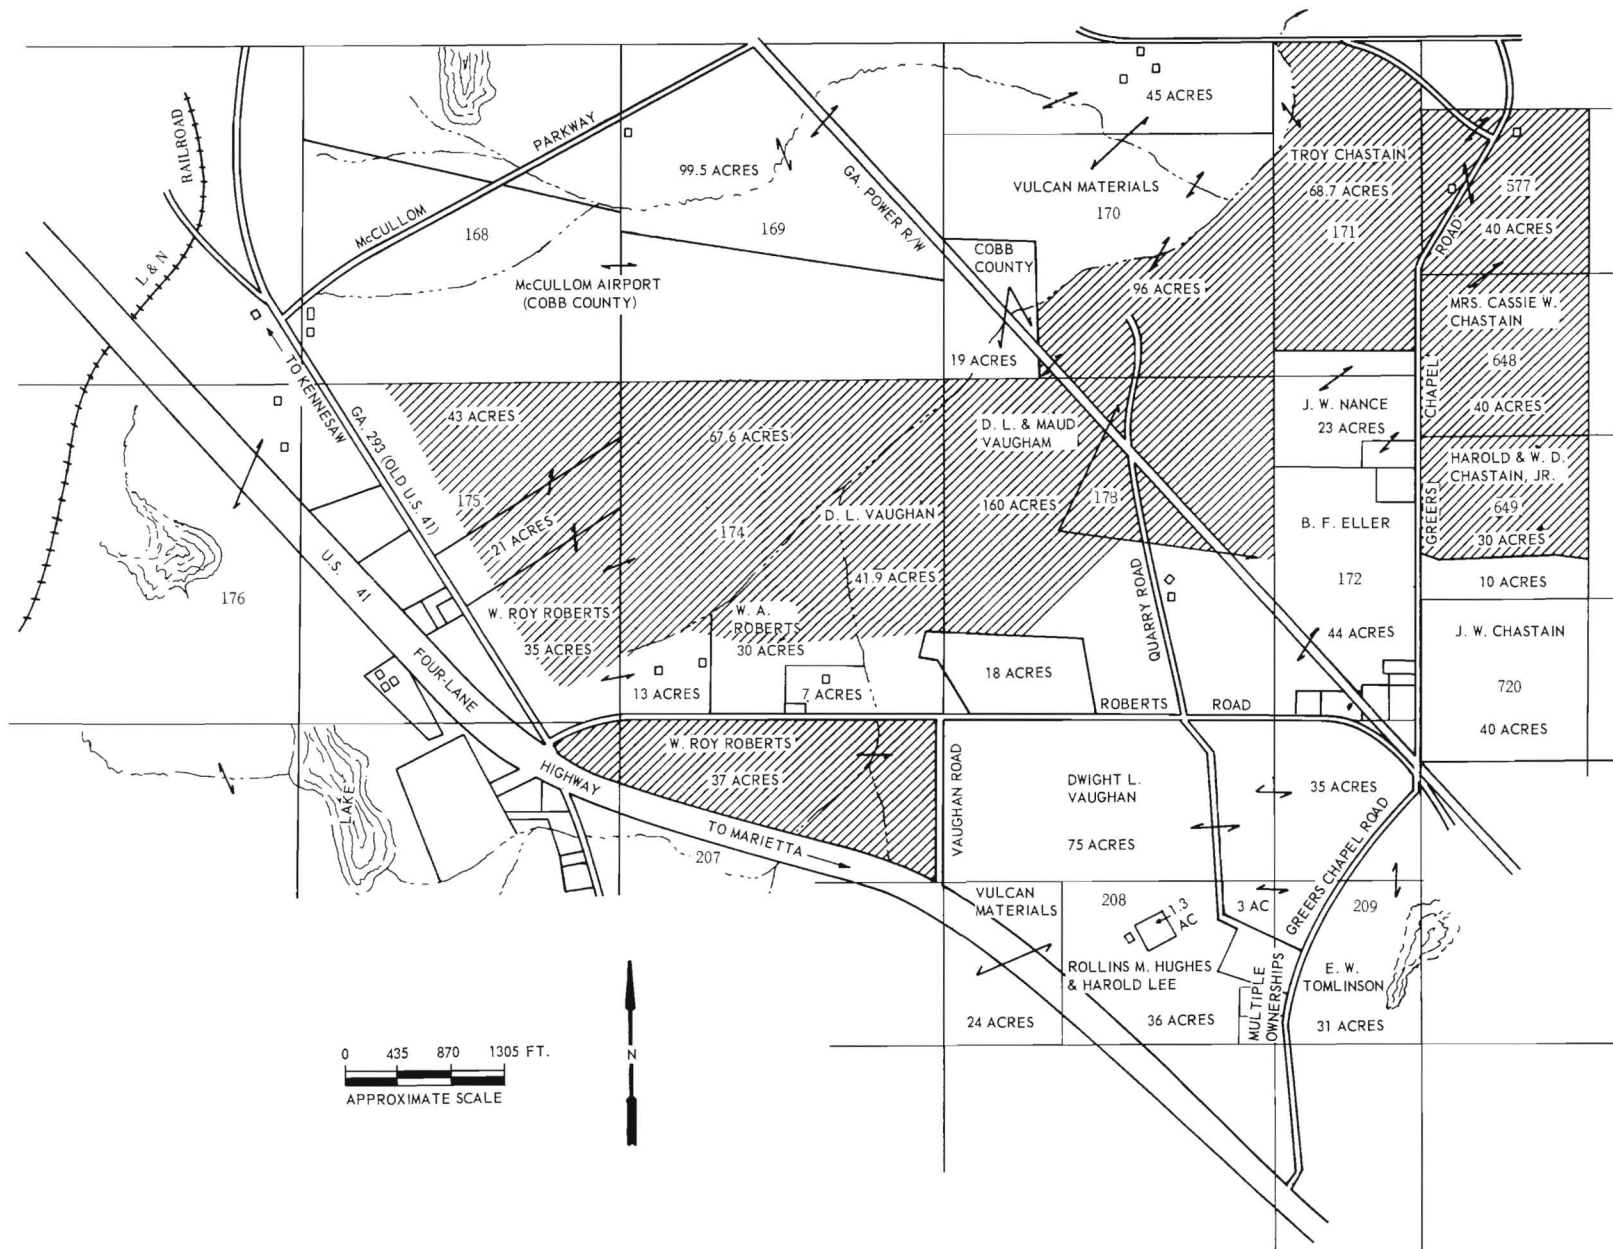 45 ACRES
RAILROAD
PARKWAY
99.5 ACRES
TROY CHASTAIN
68.7 ACRES
171
VULCAN MATERIALS
170
577
40 ACRES
ROAD
McCULLOM
168
169
GA. POWER R/W
COBB
COUNTY
L & N
McCULLOM AIRPORT
(COBB COUNTY)
96 ACRES
MRS. CASSIE W.
CHASTAIN
648
40 ACRES
19 ACRES
TO KENNESAW
GA. 293 (OLD U.S. 41)
43 ACRES
67.6 ACRES
D. L. & MAUD
VAUGHAM
J. W. NANCE
23 ACRES
CHAPEL
GREERS
HAROLD & W. D.
CHASTAIN, JR.
649
30 ACRES
175
21 ACRES
174
D. L. VAUGHAN
160 ACRES
178
B. F. ELLER
172
44 ACRES
10 ACRES
176
U.S. 41
FOUR-LANE
HIGHWAY
W. ROY ROBERTS
35 ACRES
41.9 ACRES
W. A.
ROBERTS
30 ACRES
13 ACRES
7 ACRES
18 ACRES
QUARRY ROAD
ROBERTS ROAD
J. W. CHASTAIN
720
40 ACRES
W. ROY ROBERTS
37 ACRES
LAKE
TO MARIETTA
207
VAUGHAN ROAD
DWIGHT L.
VAUGHAN
75 ACRES
35 ACRES
GREERS CHAPEL ROAD
VULCAN
MATERIALS
24 ACRES
208
1.3
AC
3 AC
209
ROLLINS M. HUGHES
& HAROLD LEE
36 ACRES
MULTIPLE
OWNERSHIPS
E. W.
TOMLINSON
31 ACRES
0 435 870 1305 FT.
APPROXIMATE SCALE
N